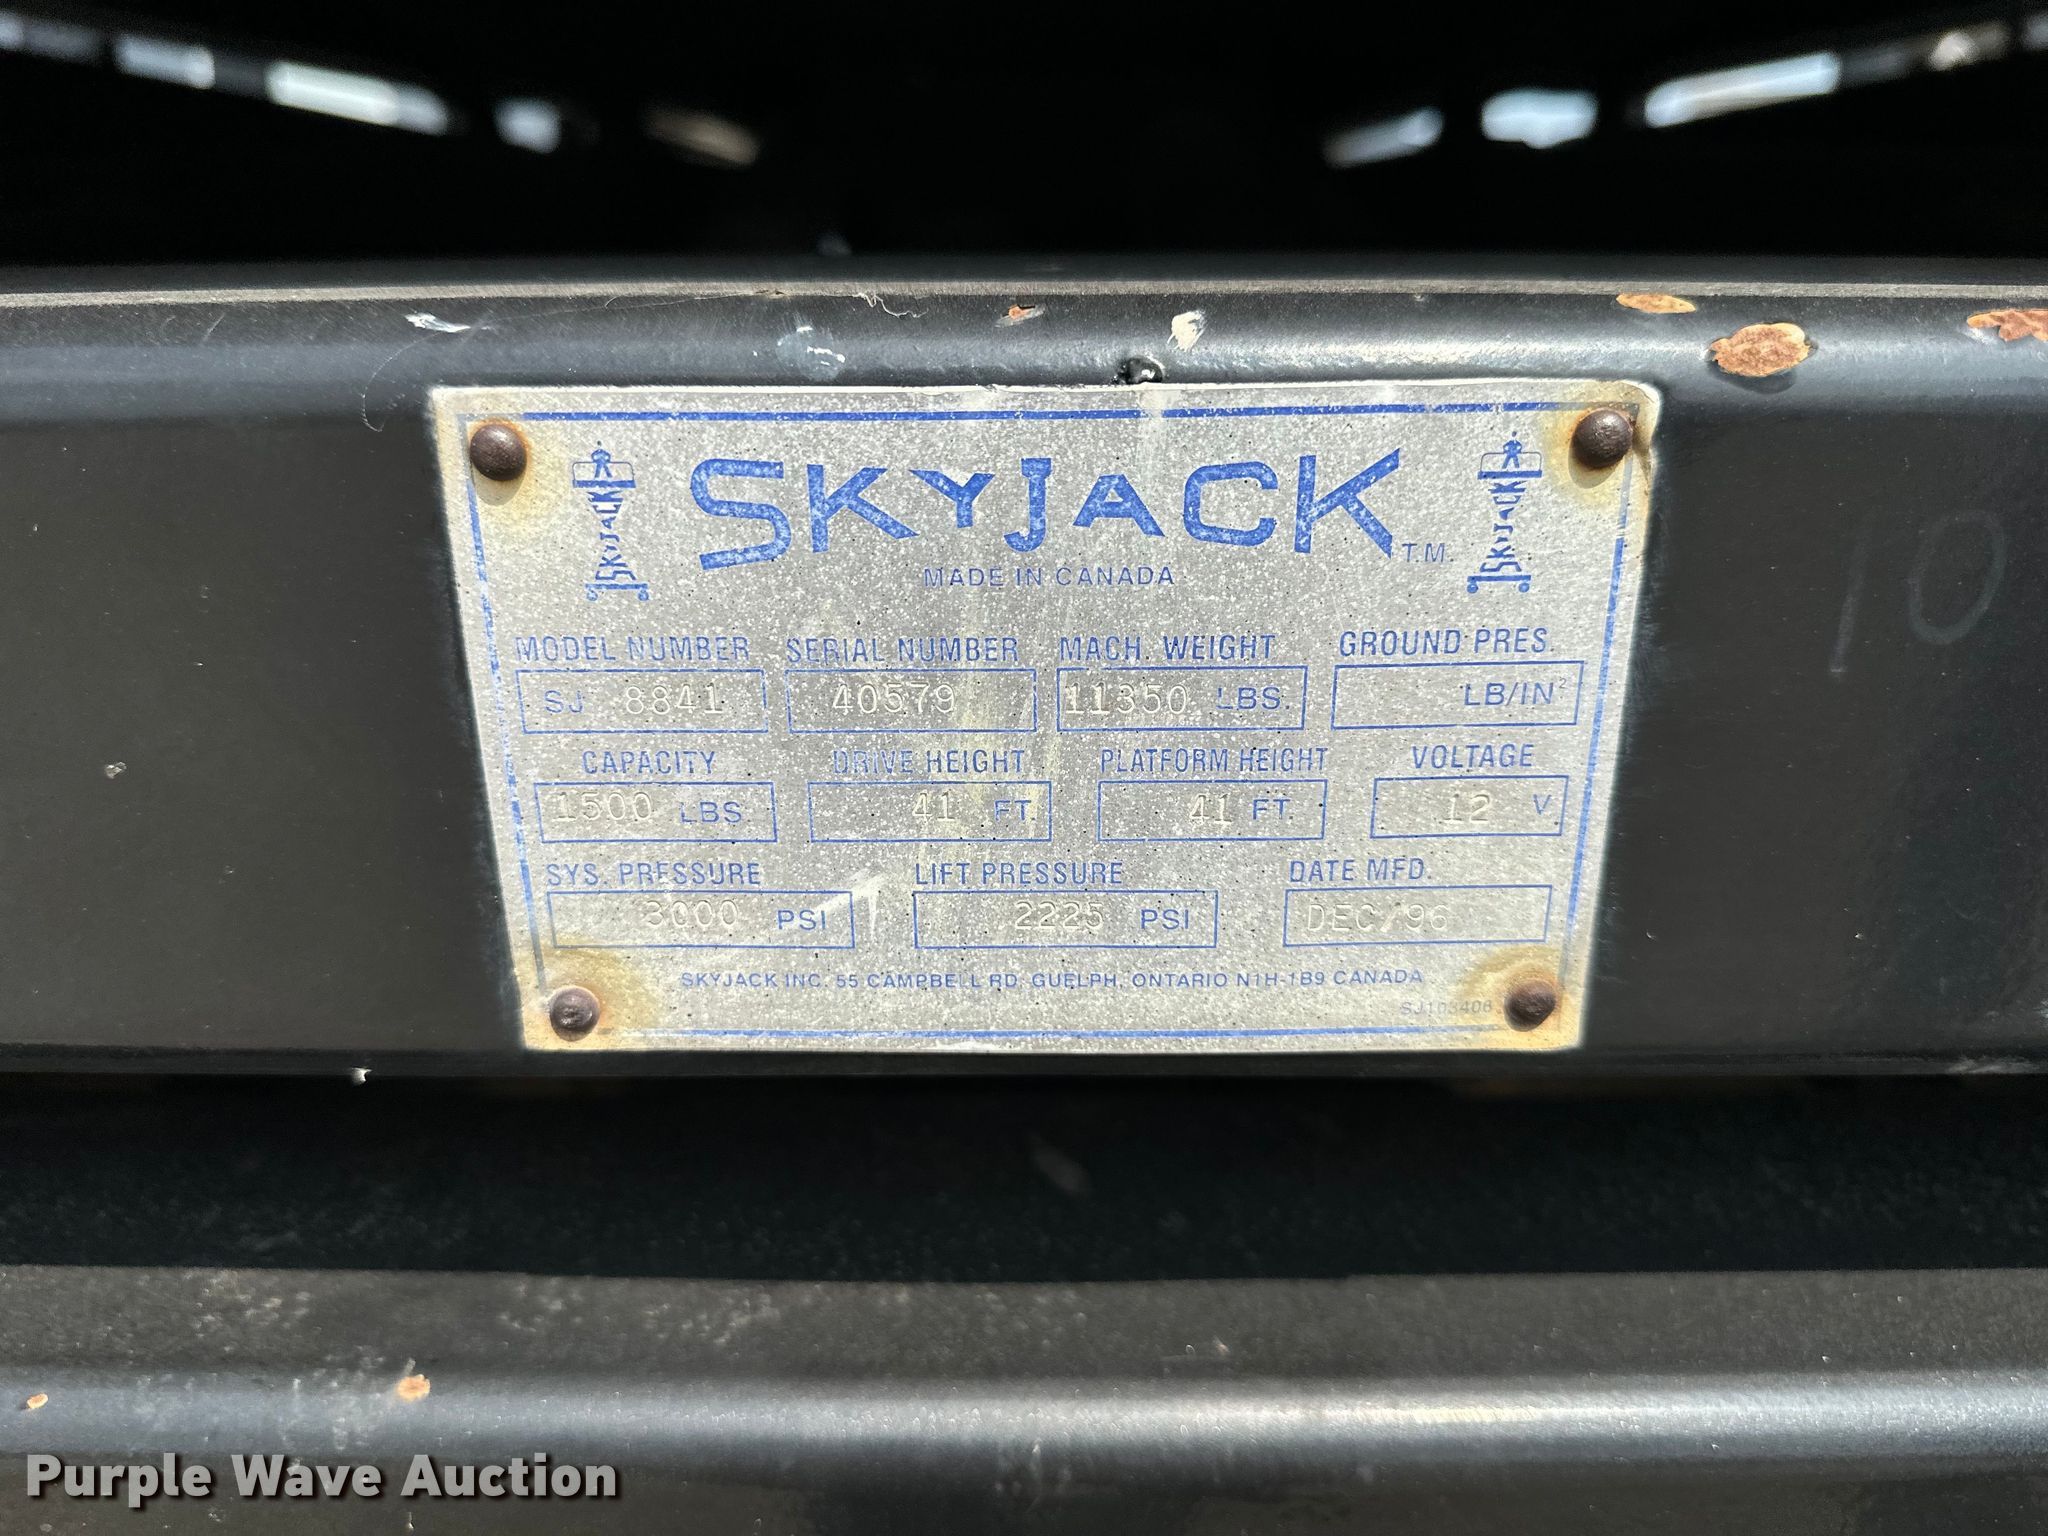 SKYJACK T.M.
SKYJACK
SKYJACK
MADE IN CANADA
MODEL NUMBER SERIAL NUMBER MACH. WEIGHT GROUND PRES.
SJ 8841 40579 11350 LBS. LB/IN²
CAPACITY DRIVE HEIGHT PLATFORM HEIGHT VOLTAGE
1500 LBS 41 FT. 41 FT. 12 V
SYS. PRESSURE LIFT PRESSURE DATE MFD.
3000 PSI 2225 PSI DEC/96
SKYJACK INC. 55 CAMPBELL RD. GUELPH, ONTARIO N1H-1B9 CANADA
SJ103406
10
Purple Wave Auction